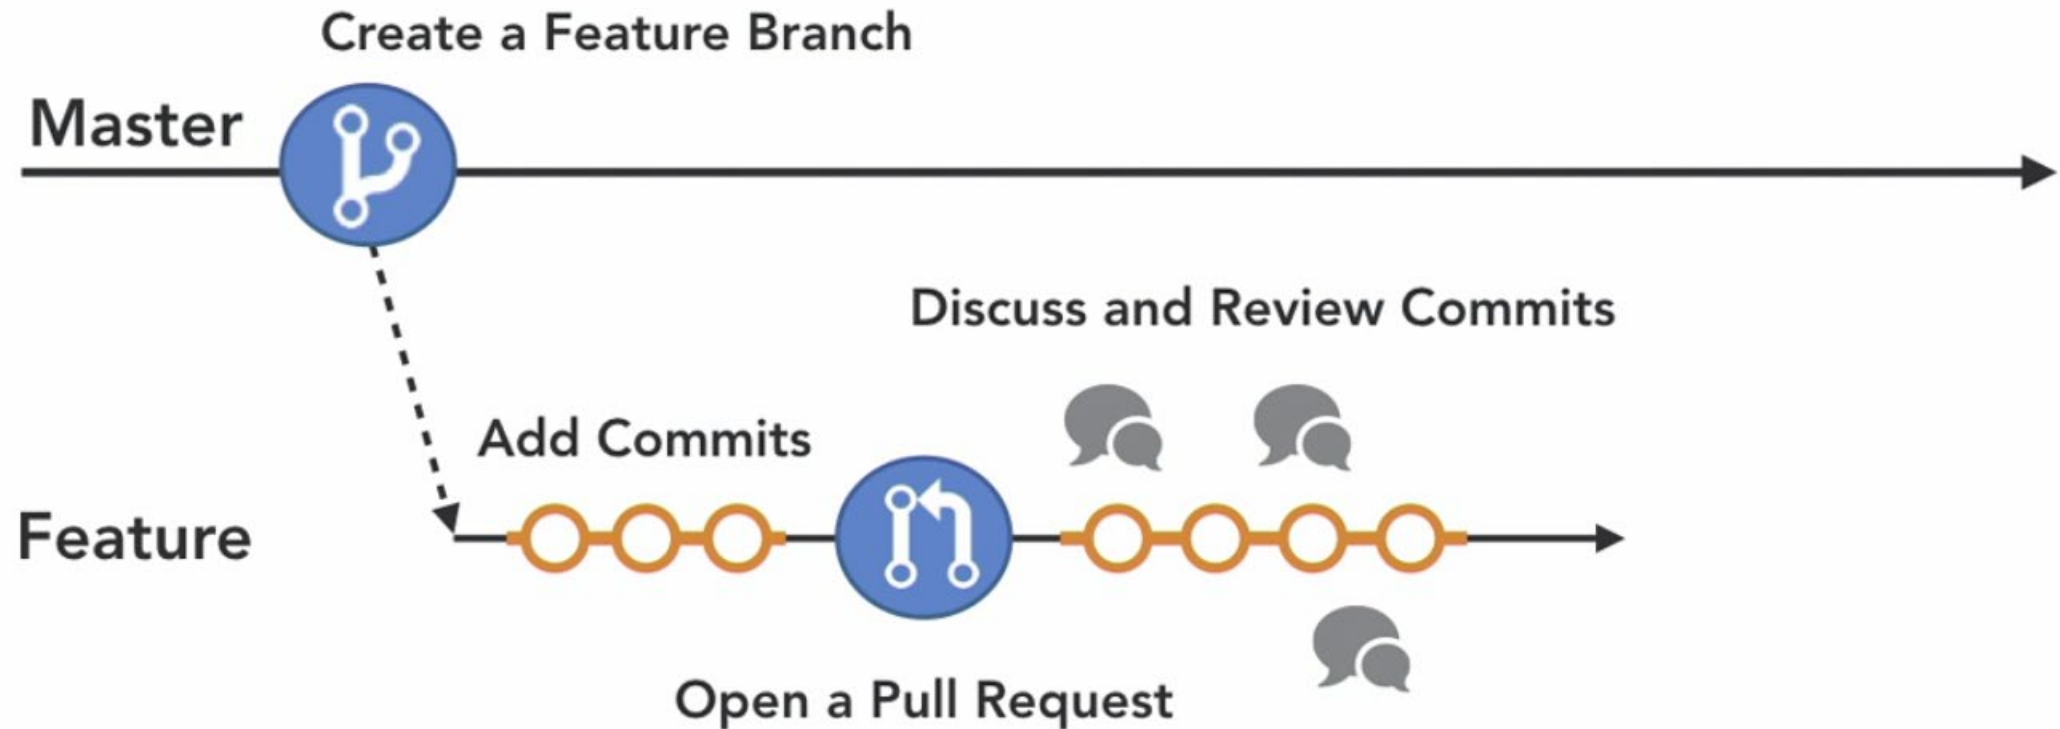 Create a Feature Branch
Master
Discuss and Review Commits
Add Commits
Feature
Open a Pull Request